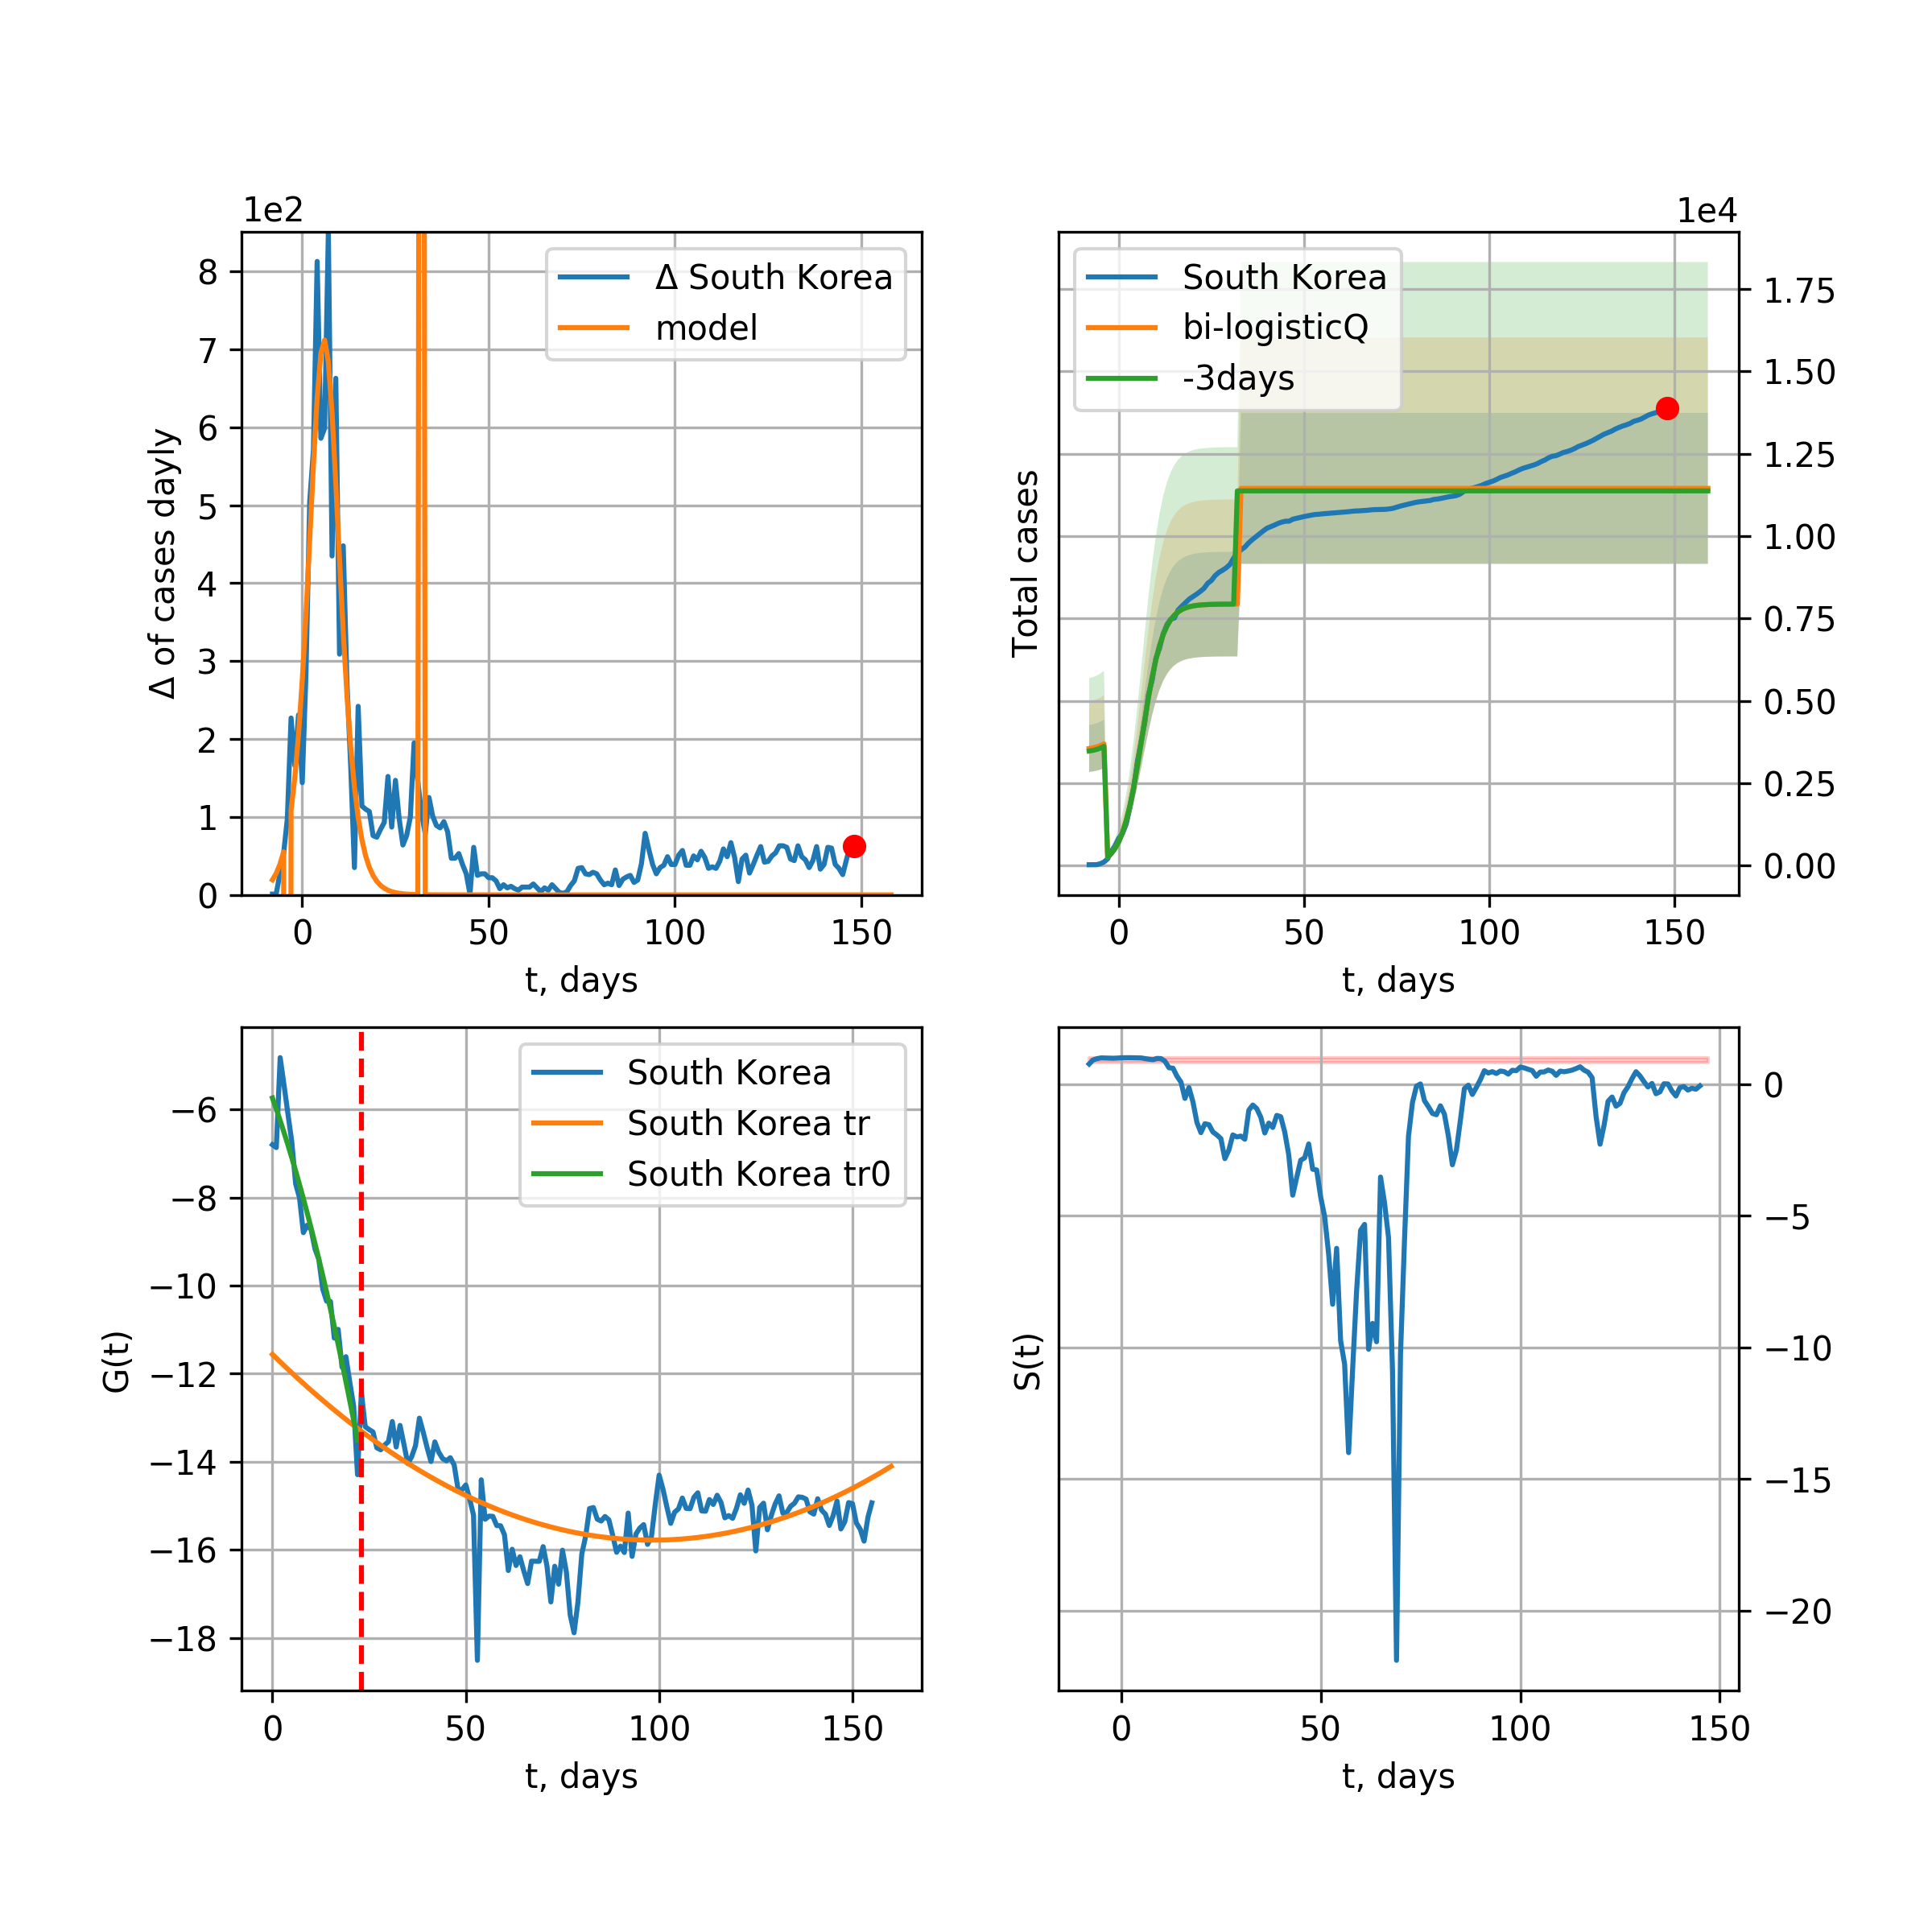 1e2
8
7
6
5
4
3
2
1
0
Δ of cases dayly
Δ South Korea
model
0 50 100 150
t, days
1e4
South Korea
bi-logisticQ
-3days
Total cases
1.75
1.50
1.25
1.00
0.75
0.50
0.25
0.00
0 50 100 150
t, days
−6
−8
−10
−12
−14
−16
−18
G(t)
South Korea
South Korea tr
South Korea tr0
0 50 100 150
t, days
S(t)
0
−5
−10
−15
−20
0 50 100 150
t, days